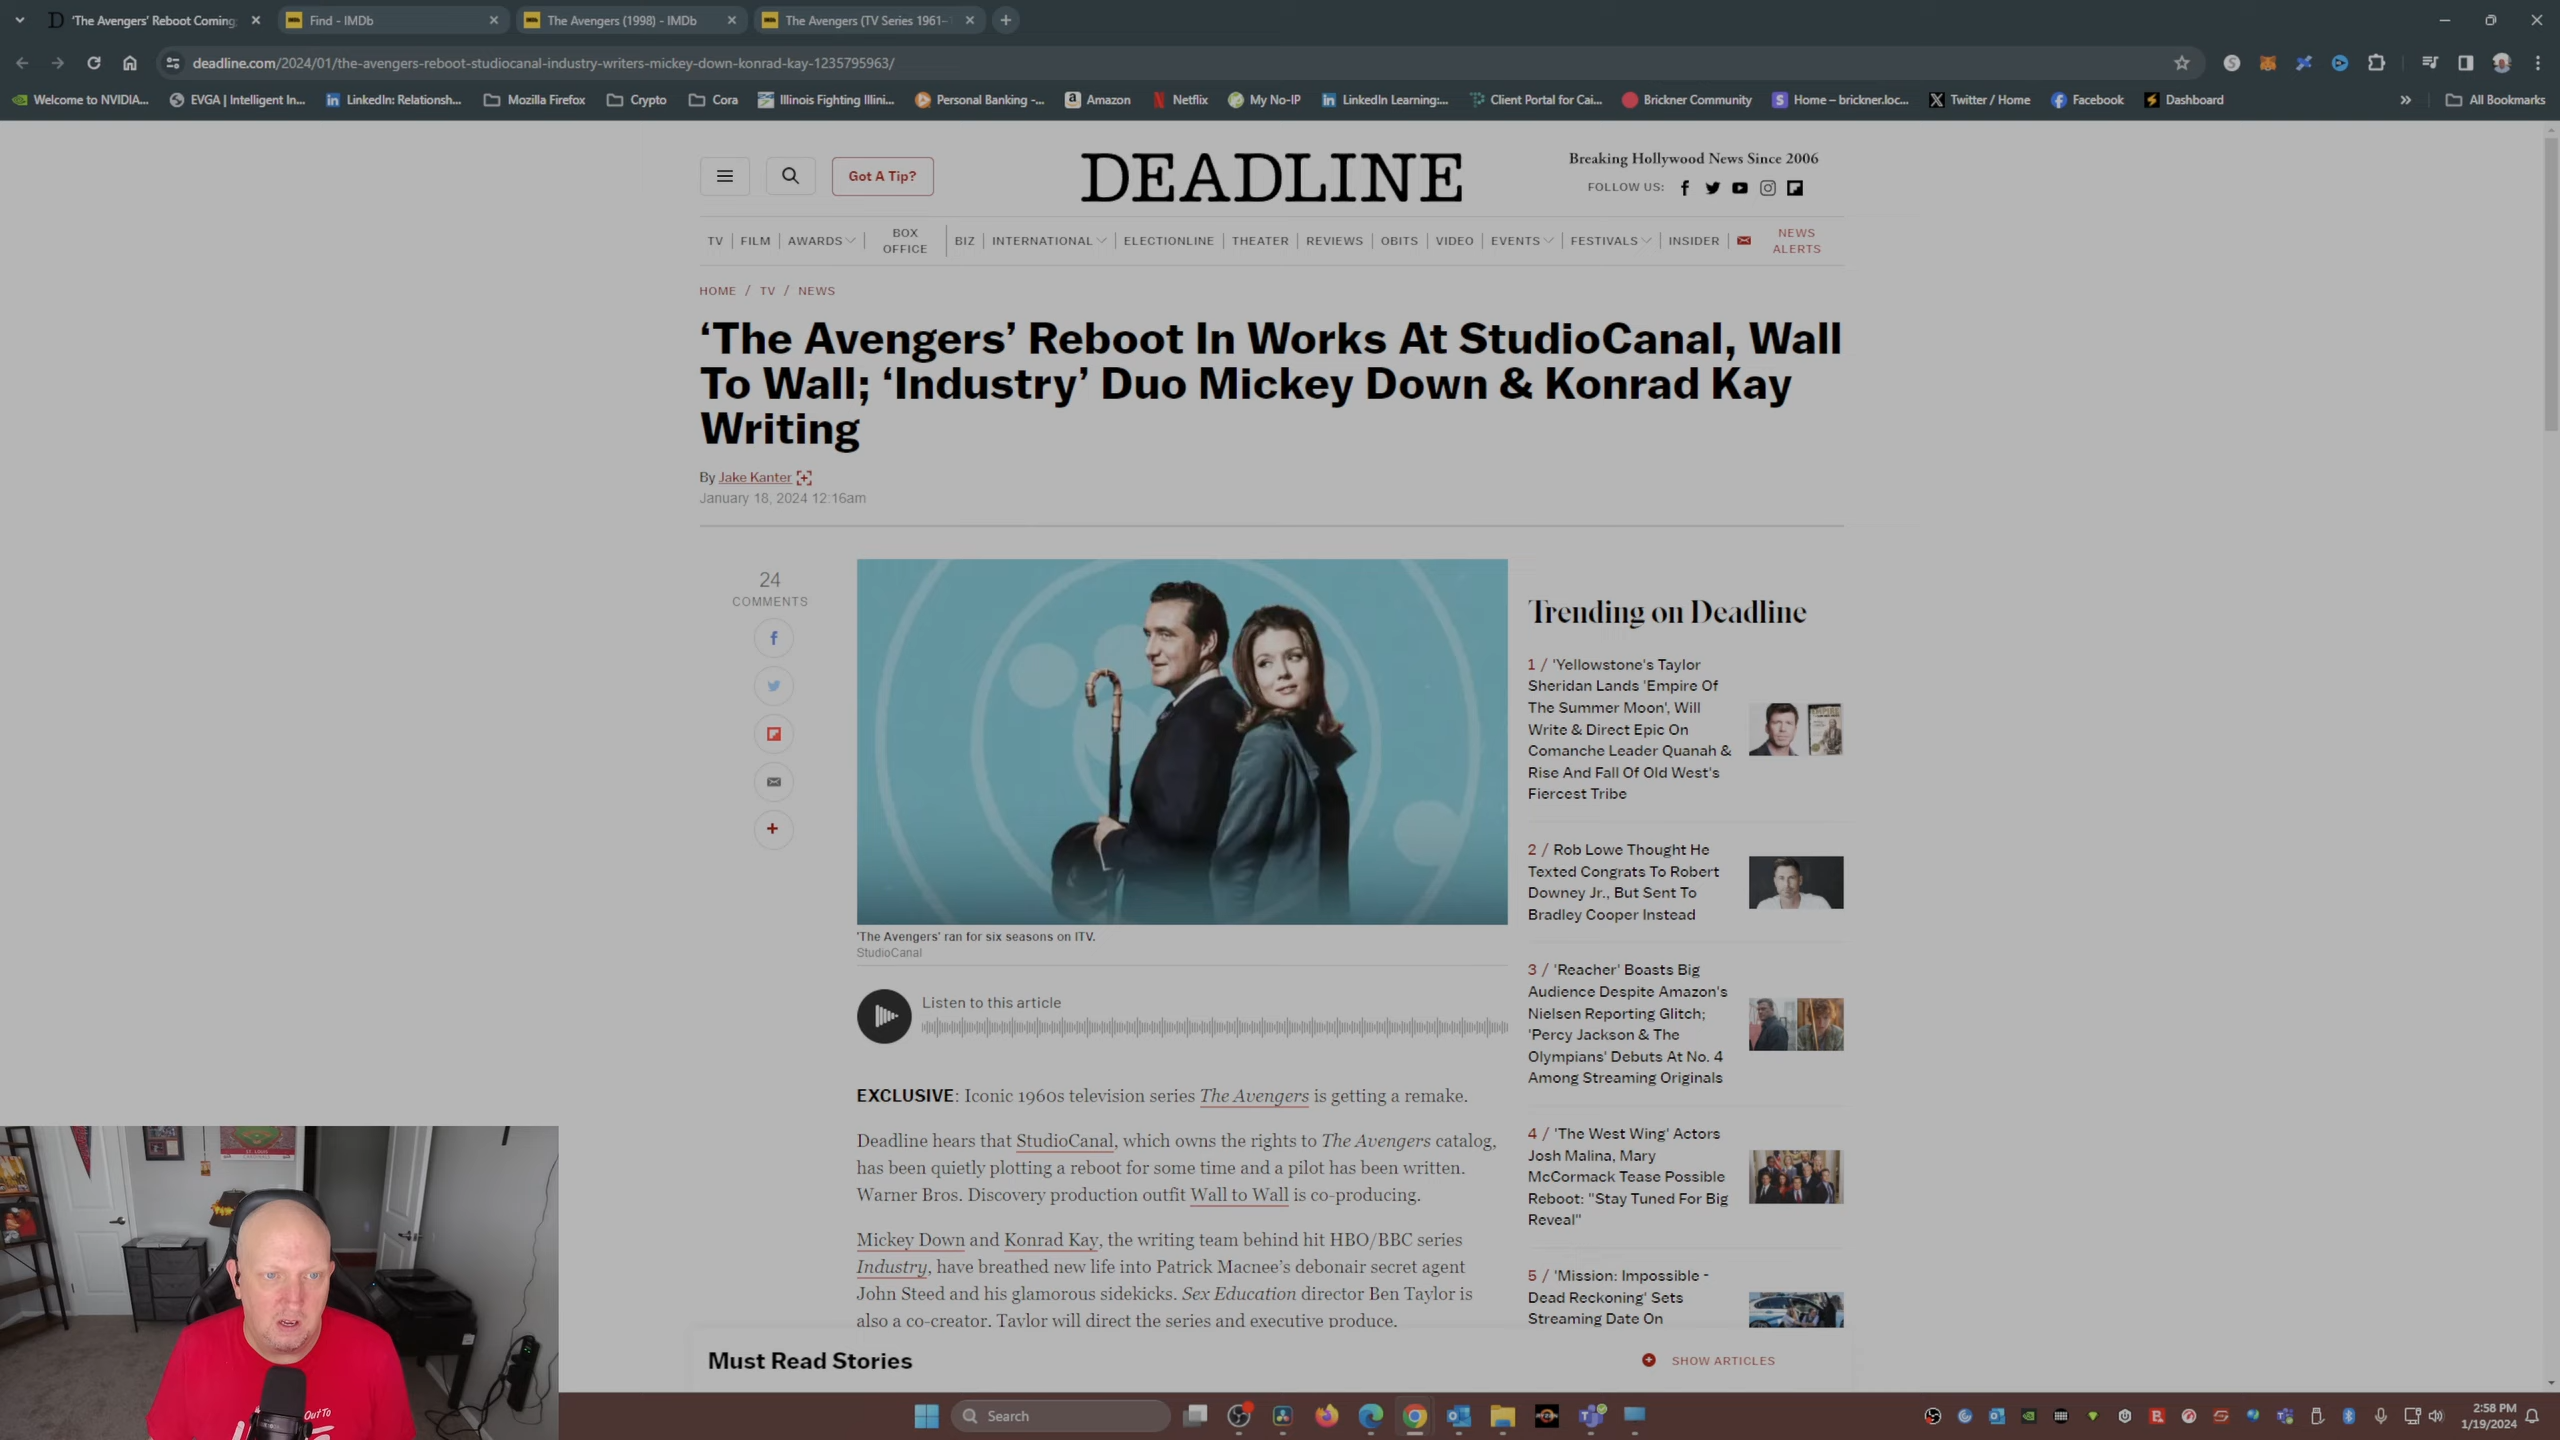 'The Avengers' Reboot Coming
Find - IMDb
The Avengers (1998) - IMDb
The Avengers (TV Series 1961–
deadline.com/2024/01/the-avengers-reboot-studiocanal-industry-writers-mickey-down-konrad-kay-1235795963/
Welcome to NVIDIA...
EVGA | Intelligent In...
LinkedIn: Relationsh...
Mozilla Firefox
Crypto
Cora
Illinois Fighting Illini...
Personal Banking -...
Amazon
Netflix
My No-IP
LinkedIn Learning:...
Client Portal for Cai...
Brickner Community
Home – brickner.loc...
Twitter / Home
Facebook
Dashboard
All Bookmarks
Got A Tip?
DEADLINE
Breaking Hollywood News Since 2006
FOLLOW US:
TV | FILM | AWARDS | BOX OFFICE | BIZ | INTERNATIONAL | ELECTIONLINE | THEATER | REVIEWS | OBITS | VIDEO | EVENTS | FESTIVALS | INSIDER | NEWS ALERTS
HOME / TV / NEWS
‘The Avengers’ Reboot In Works At StudioCanal, Wall
To Wall; ‘Industry’ Duo Mickey Down & Konrad Kay
Writing
By Jake Kanter
January 18, 2024 12:16am
24
COMMENTS
'The Avengers' ran for six seasons on ITV.
StudioCanal
Listen to this article
EXCLUSIVE: Iconic 1960s television series The Avengers is getting a remake.
Deadline hears that StudioCanal, which owns the rights to The Avengers catalog,
has been quietly plotting a reboot for some time and a pilot has been written.
Warner Bros. Discovery production outfit Wall to Wall is co-producing.
Mickey Down and Konrad Kay, the writing team behind hit HBO/BBC series
Industry, have breathed new life into Patrick Macnee’s debonair secret agent
John Steed and his glamorous sidekicks. Sex Education director Ben Taylor is
also a co-creator. Taylor will direct the series and executive produce.
Trending on Deadline
1 / 'Yellowstone's Taylor
Sheridan Lands 'Empire Of
The Summer Moon', Will
Write & Direct Epic On
Comanche Leader Quanah &
Rise And Fall Of Old West's
Fiercest Tribe
2 / Rob Lowe Thought He
Texted Congrats To Robert
Downey Jr., But Sent To
Bradley Cooper Instead
3 / 'Reacher' Boasts Big
Audience Despite Amazon's
Nielsen Reporting Glitch;
'Percy Jackson & The
Olympians' Debuts At No. 4
Among Streaming Originals
4 / 'The West Wing' Actors
Josh Malina, Mary
McCormack Tease Possible
Reboot: "Stay Tuned For Big
Reveal"
5 / 'Mission: Impossible -
Dead Reckoning' Sets
Streaming Date On
Must Read Stories
SHOW ARTICLES
ST. LOUIS
OutTo
Search
2:58 PM
1/19/2024